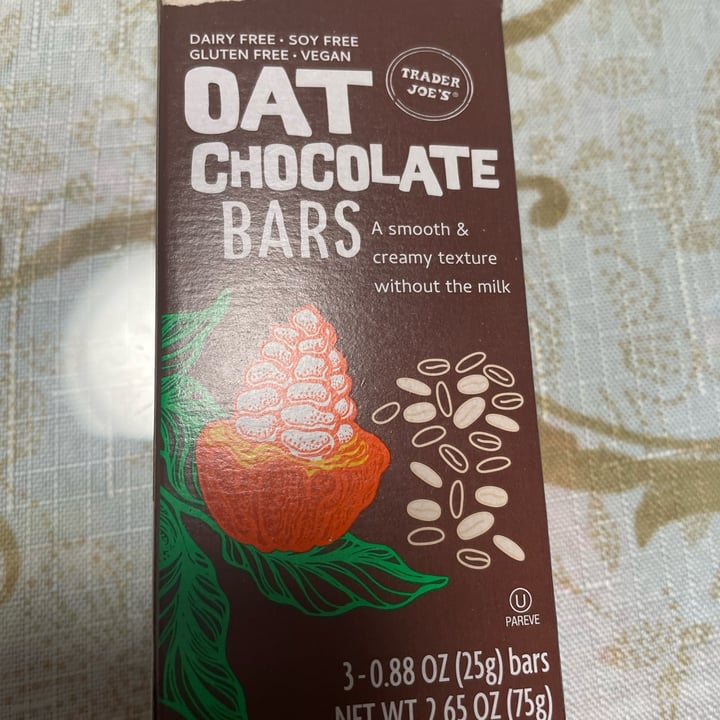 DAIRY FREE • SOY FREE
GLUTEN FREE • VEGAN
TRADER
JOE'S®
OAT
CHOCOLATE
BARS
A smooth &
creamy texture
without the milk
U
PAREVE
3-0.88 OZ (25g) bars
NET WT 2.65 OZ (75g)